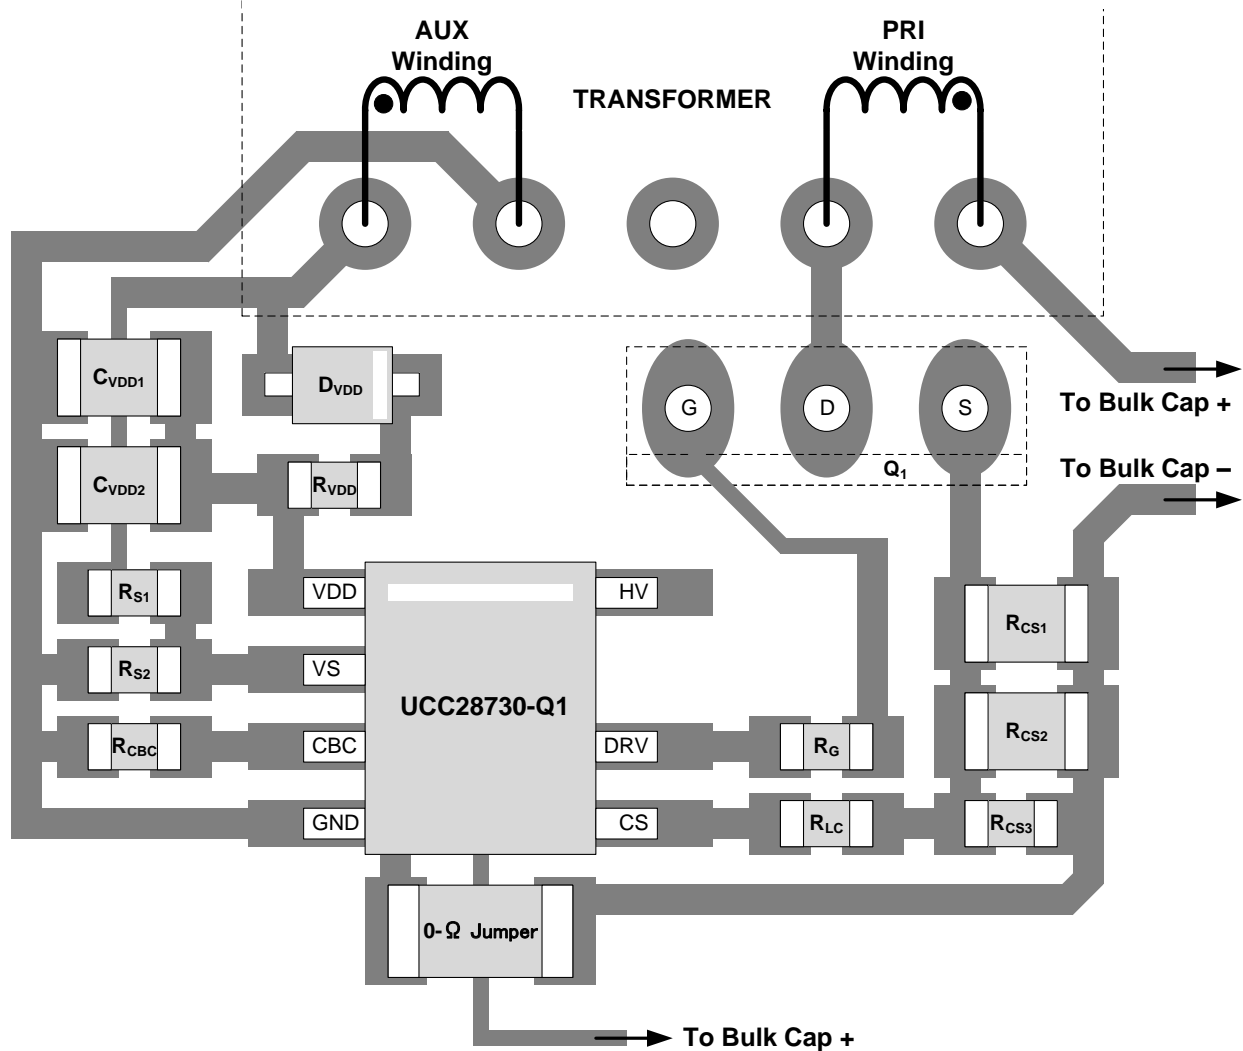 AUX
Winding
PRI
Winding
TRANSFORMER
CVDD1
DVDD
G
D
S
To Bulk Cap +
Q1
To Bulk Cap –
CVDD2
RVDD
RS1
VDD
HV
RCS1
RS2
VS
UCC28730-Q1
RCS2
RCBC
CBC
DRV
RG
GND
CS
RLC
RCS3
0-Ω Jumper
To Bulk Cap +